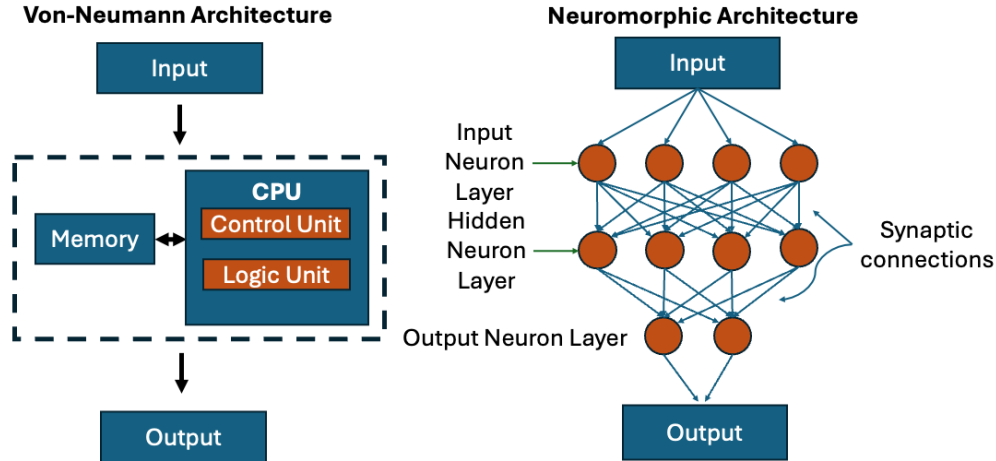 Von-Neumann Architecture
Input
Memory
CPU
Control Unit
Logic Unit
Output
Neuromorphic Architecture
Input
Input
Neuron
Layer
Hidden
Neuron
Layer
Synaptic
connections
Output Neuron Layer
Output